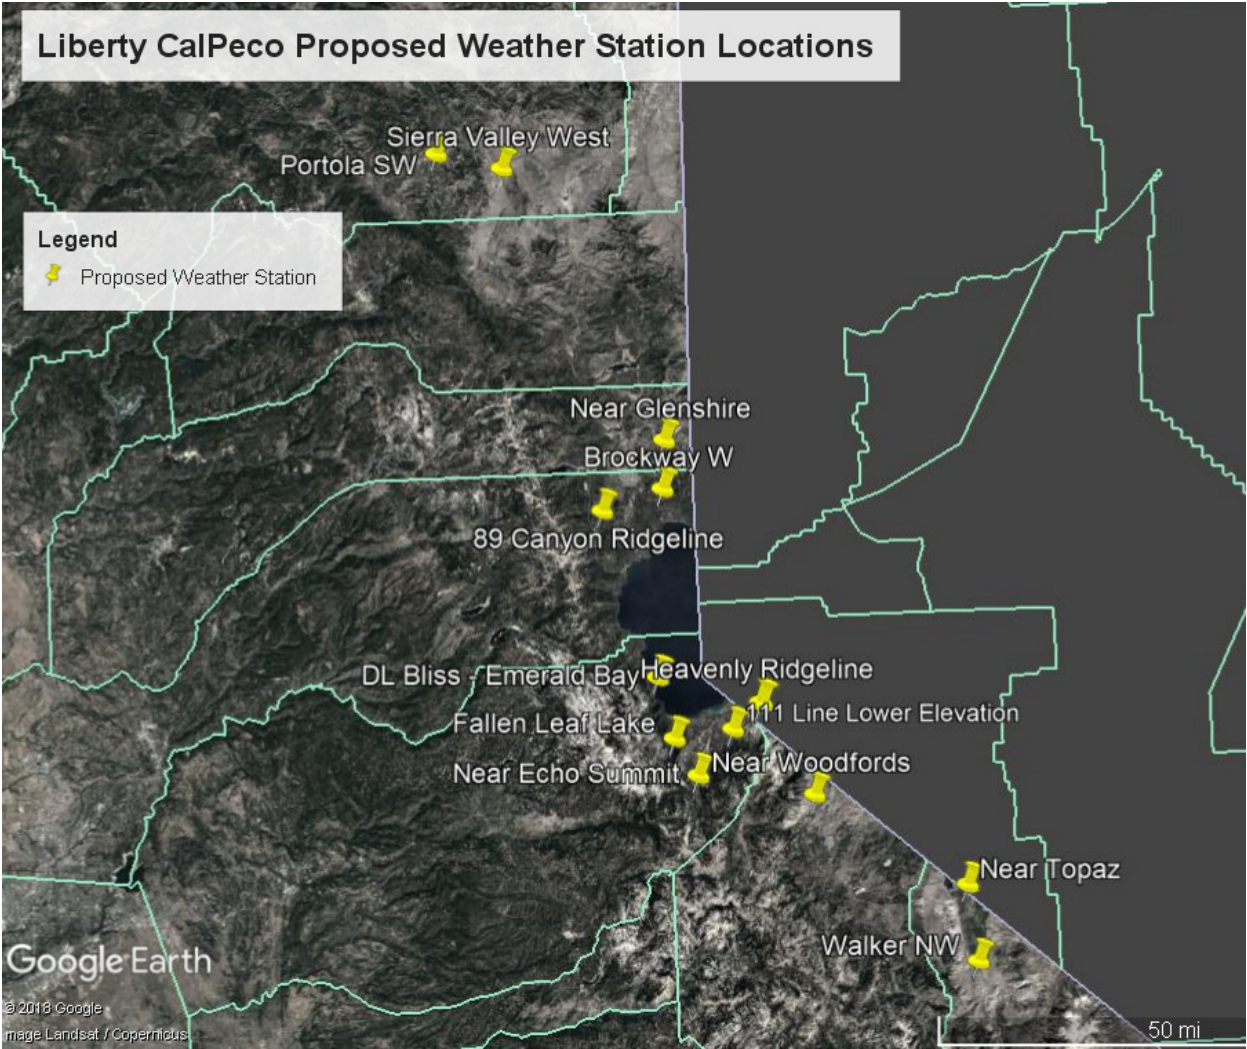 Liberty CalPeco Proposed Weather Station Locations
Sierra Valley West
Portola SW
Legend
Proposed Weather Station
Near Glenshire
Brockway W
89 Canyon Ridgeline
DL Bliss - Emerald Bay
Heavenly Ridgeline
111 Line Lower Elevation
Fallen Leaf Lake
Near Woodfords
Near Echo Summit
Near Topaz
Walker NW
Google Earth
© 2018 Google
mage Landsat / Copernicus
50 mi